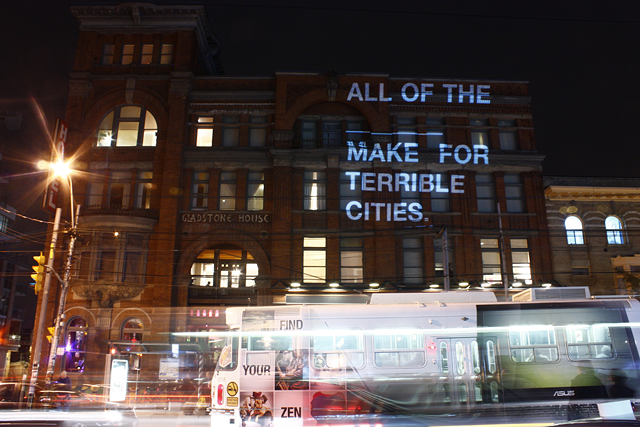 ALL OF THE
MAKE FOR
TERRIBLE
CITIES.
GLADSTONE HOUSE
FIND
YOUR
ZEN
ASUS